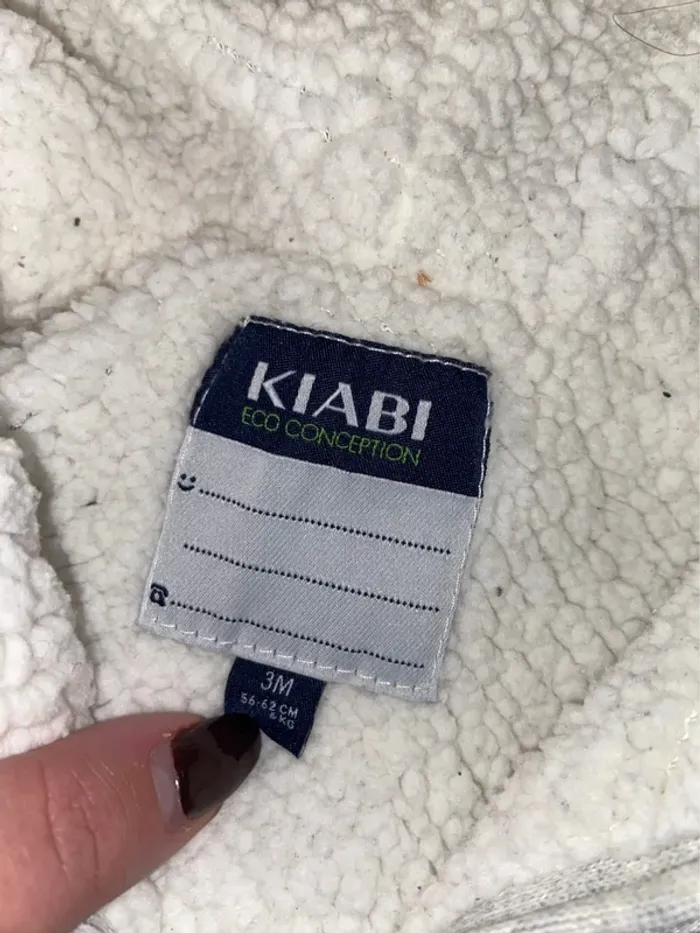 KIABI
ECO CONCEPTION
3M
56-62 CM
6 KG